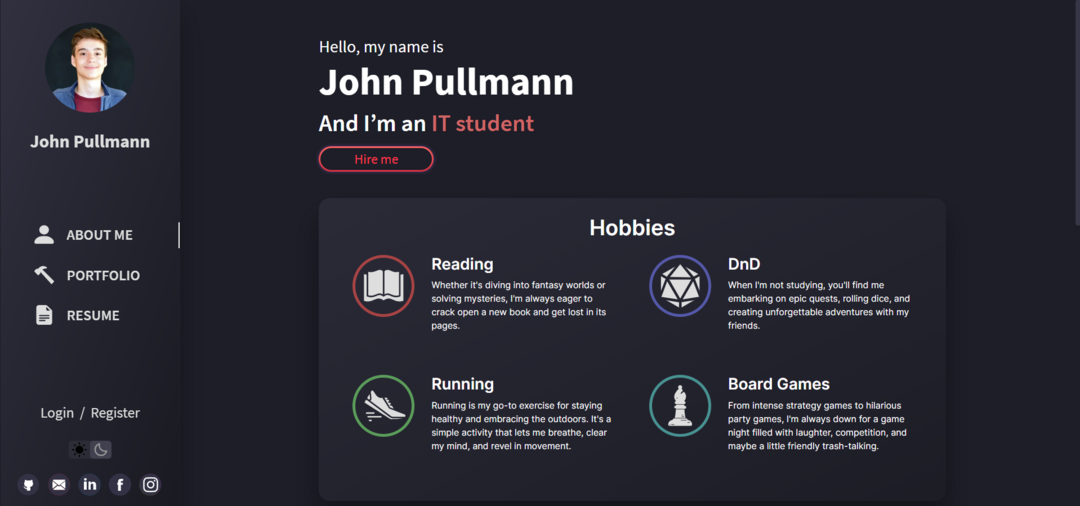 John Pullmann
ABOUT ME
PORTFOLIO
RESUME
Login / Register
Hello, my name is
John Pullmann
And I'm an IT student
Hire me
Hobbies
Reading
Whether it's diving into fantasy worlds or
solving mysteries, I'm always eager to
crack open a new book and get lost in its
pages.
DnD
When I'm not studying, you'll find me
embarking on epic quests, rolling dice, and
creating unforgettable adventures with my
friends.
Running
Running is my go-to exercise for staying
healthy and embracing the outdoors. It's a
simple activity that lets me breathe, clear
my mind, and revel in movement.
Board Games
From intense strategy games to hilarious
party games, I'm always down for a game
night filled with laughter, competition, and
maybe a little friendly trash-talking.